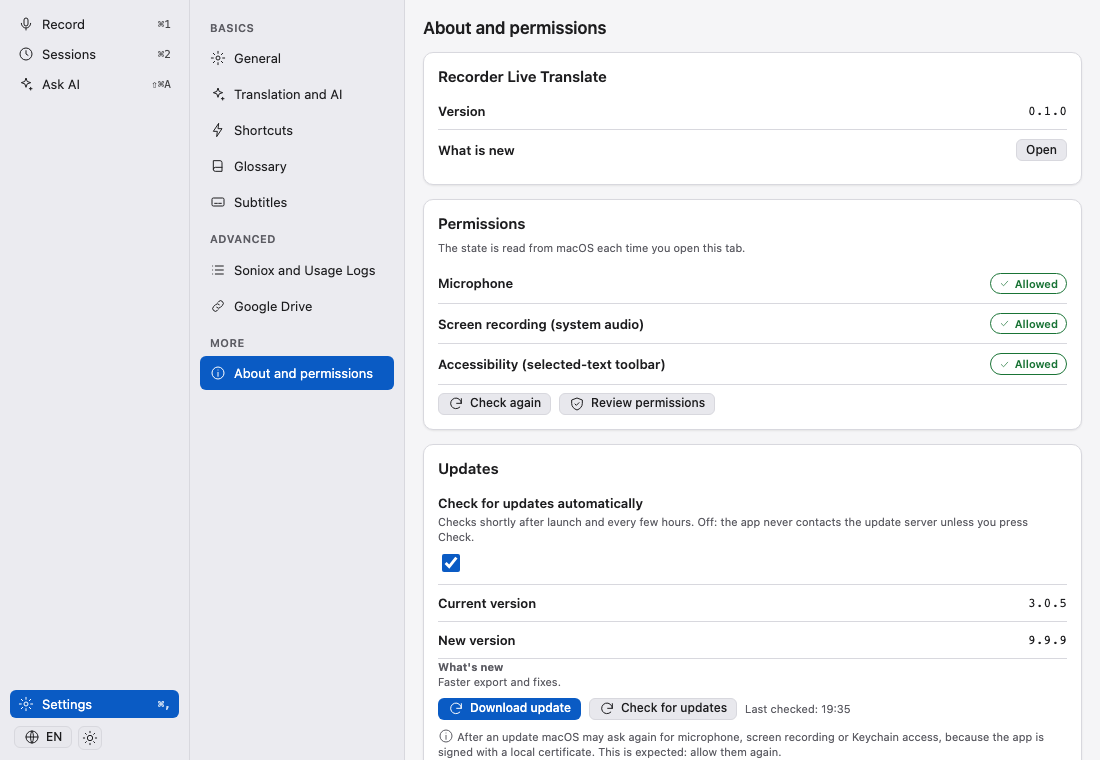 Record ⌘1
Sessions ⌘2
Ask AI ⇧⌘A
Settings ⌘,
EN
BASICS
General
Translation and AI
Shortcuts
Glossary
Subtitles
ADVANCED
Soniox and Usage Logs
Google Drive
MORE
About and permissions
About and permissions
Recorder Live Translate
Version 0.1.0
What is new Open
Permissions
The state is read from macOS each time you open this tab.
Microphone Allowed
Screen recording (system audio) Allowed
Accessibility (selected-text toolbar) Allowed
Check again Review permissions
Updates
Check for updates automatically
Checks shortly after launch and every few hours. Off: the app never contacts the update server unless you press
Check.
Current version 3.0.5
New version 9.9.9
What's new
Faster export and fixes.
Download update Check for updates Last checked: 19:35
After an update macOS may ask again for microphone, screen recording or Keychain access, because the app is
signed with a local certificate. This is expected: allow them again.